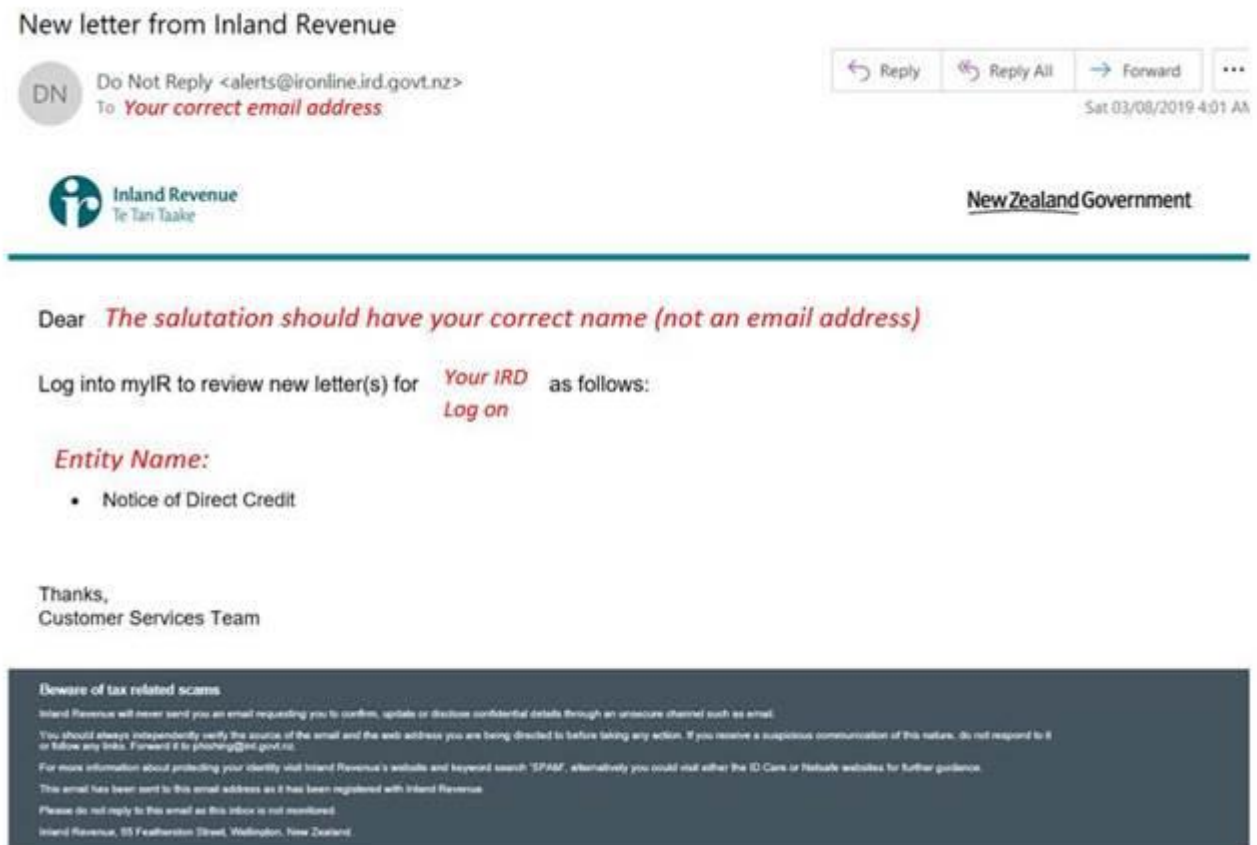 New letter from Inland Revenue
Reply
Reply All
Forward
...
DN
Do Not Reply <alerts@ironline.ird.govt.nz>
To Your correct email address
Sat 03/08/2019 4:01 AM
ir
Inland Revenue
Te Tari Taake
New Zealand Government
Dear The salutation should have your correct name (not an email address)
Log into myIR to review new letter(s) for Your IRD as follows:
Log on
Entity Name:
• Notice of Direct Credit
Thanks,
Customer Services Team
Beware of tax related scams
Inland Revenue will never send you an email requesting you to confirm, update or disclose confidential details through an unsecure channel such as email.
You should always independently verify the source of the email and the web address you are being directed to before taking any action. If you receive a suspicious communication of this nature, do not respond to it
or follow any links. Forward it to phishing@ird.govt.nz.
For more information about protecting your identity visit Inland Revenue's website and keyword search 'SPAM', alternatively you could visit either the ID Care or Netsafe websites for further guidance.
This email has been sent to this email address as it has been registered with Inland Revenue.
Please do not reply to this email as this inbox is not monitored.
Inland Revenue, 55 Featherston Street, Wellington, New Zealand.